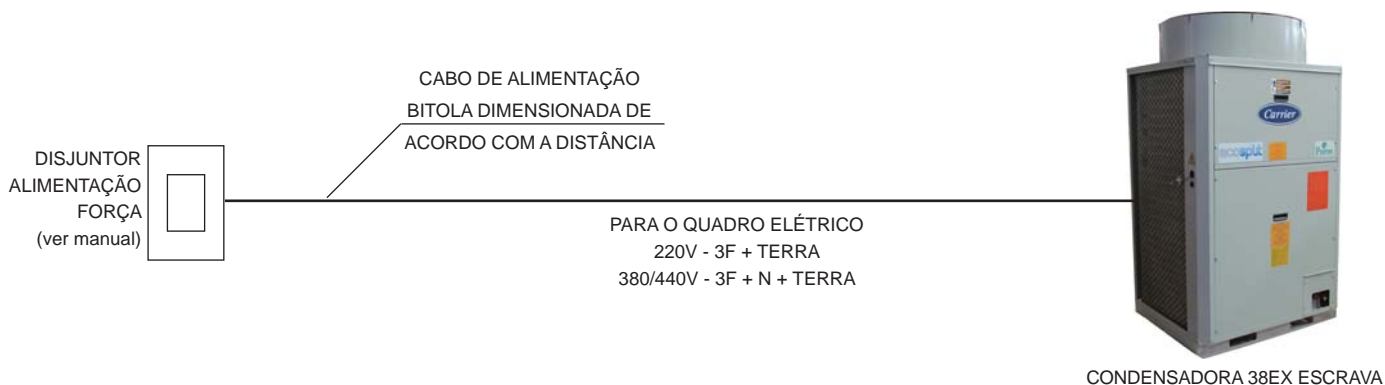 CABO DE ALIMENTAÇÃO
BITOLA DIMENSIONADA DE
ACORDO COM A DISTÂNCIA
DISJUNTOR
ALIMENTAÇÃO
FORÇA
(ver manual)
PARA O QUADRO ELÉTRICO
220V - 3F + TERRA
380/440V - 3F + N + TERRA
Carrier
ecosplit
CONDENSADORA 38EX ESCRAVA